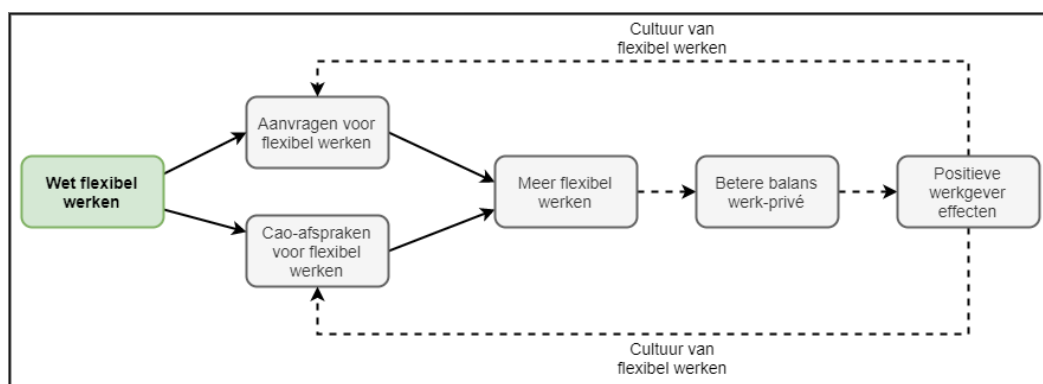 Cultuur van
flexibel werken
Aanvragen voor
flexibel werken
Wet flexibel
werken
Cao-afspraken
voor flexibel
werken
Meer flexibel
werken
Betere balans
werk-privé
Positieve
werkgever
effecten
Cultuur van
flexibel werken